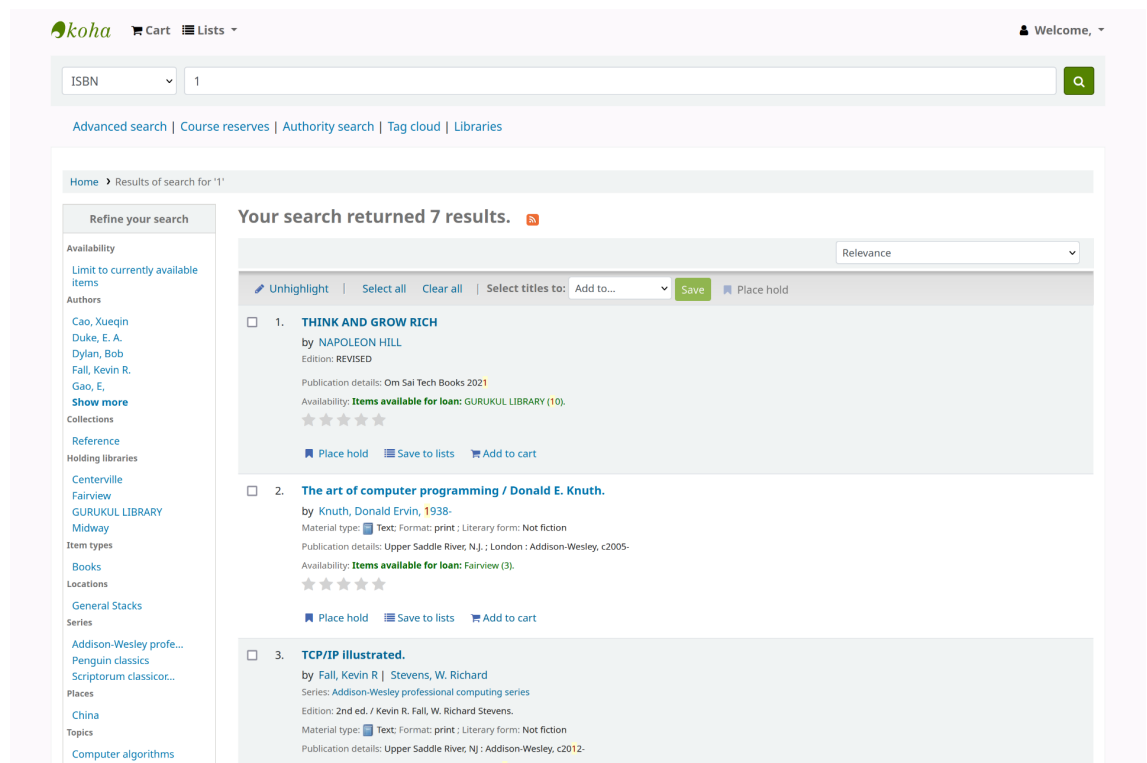 koha Cart Lists Welcome,
ISBN 1
Advanced search | Course reserves | Authority search | Tag cloud | Libraries
Home Results of search for '1'
Refine your search
Availability
Limit to currently available
items
Authors
Cao, Xueqin
Duke, E. A.
Dylan, Bob
Fall, Kevin R.
Gao, E,
Show more
Collections
Reference
Holding libraries
Centerville
Fairview
GURUKUL LIBRARY
Midway
Item types
Books
Locations
General Stacks
Series
Addison-Wesley profe...
Penguin classics
Scriptorum classicor...
Places
China
Topics
Computer algorithms
Your search returned 7 results.
Relevance
Unhighlight | Select all Clear all | Select titles to: Add to... Save Place hold
1. THINK AND GROW RICH
by NAPOLEON HILL
Edition: REVISED
Publication details: Om Sai Tech Books 2021
Availability: Items available for loan: GURUKUL LIBRARY (10).
Place hold Save to lists Add to cart
2. The art of computer programming / Donald E. Knuth.
by Knuth, Donald Ervin, 1938-
Material type: Text; Format: print ; Literary form: Not fiction
Publication details: Upper Saddle River, N.J. ; London : Addison-Wesley, c2005-
Availability: Items available for loan: Fairview (3).
Place hold Save to lists Add to cart
3. TCP/IP illustrated.
by Fall, Kevin R | Stevens, W. Richard
Series: Addison-Wesley professional computing series
Edition: 2nd ed. / Kevin R. Fall, W. Richard Stevens.
Material type: Text; Format: print ; Literary form: Not fiction
Publication details: Upper Saddle River, NJ : Addison-Wesley, c2012-